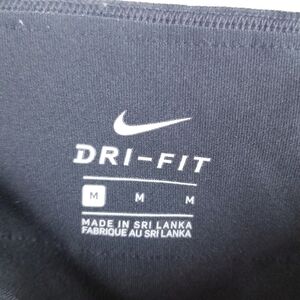 DRI-FIT
M M M
MADE IN SRI LANKA
FABRIQUE AU SRI LANKA